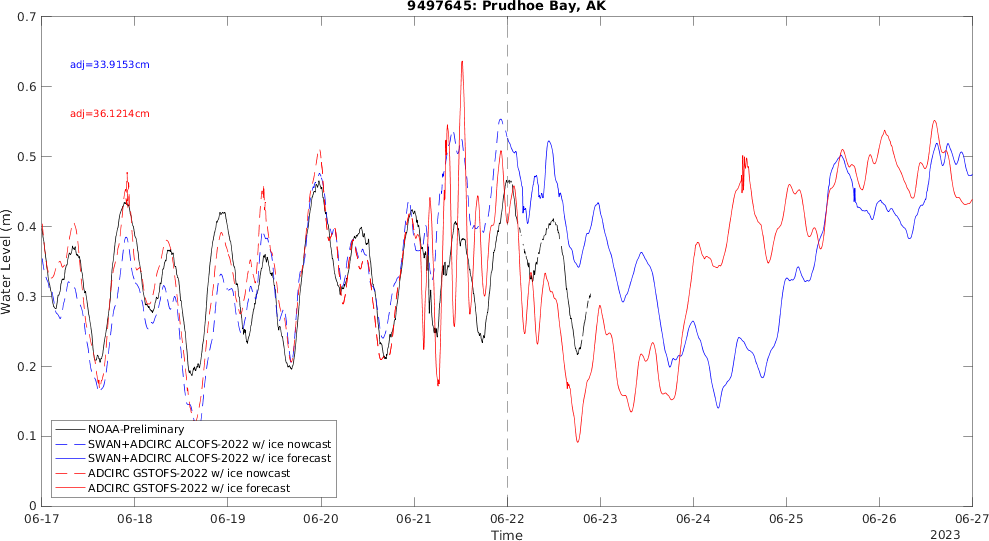 9497645: Prudhoe Bay, AK
0.7
0.6
0.5
0.4
0.3
0.2
0.1
0
Water Level (m)
adj=33.9153cm
adj=36.1214cm
NOAA-Preliminary
SWAN+ADCIRC ALCOFS-2022 w/ ice nowcast
SWAN+ADCIRC ALCOFS-2022 w/ ice forecast
ADCIRC GSTOFS-2022 w/ ice nowcast
ADCIRC GSTOFS-2022 w/ ice forecast
06-17 06-18 06-19 06-20 06-21 06-22 06-23 06-24 06-25 06-26 06-27
Time
2023